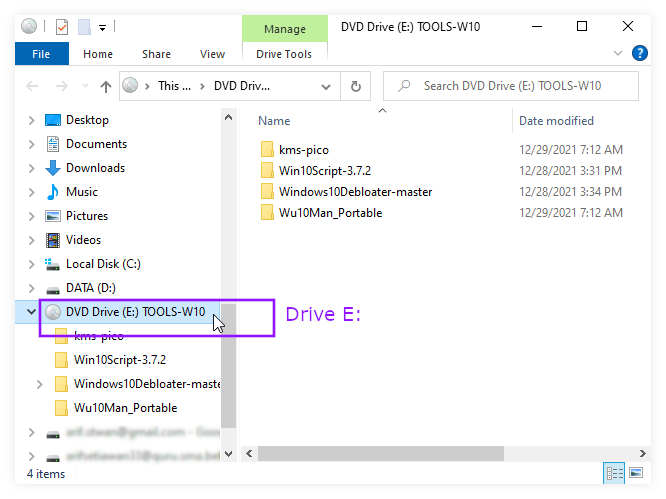 Manage
DVD Drive (E:) TOOLS-W10
File
Home
Share
View
Drive Tools
This ...
DVD Driv...
Search DVD Drive (E:) TOOLS-W10
Desktop
Documents
Downloads
Music
Pictures
Videos
Local Disk (C:)
DATA (D:)
DVD Drive (E:) TOOLS-W10
kms-pico
Win10Script-3.7.2
Windows10Debloater-maste
Wu10Man_Portable
Name
Date modified
kms-pico 12/29/2021 7:12 AM
Win10Script-3.7.2 12/28/2021 3:31 PM
Windows10Debloater-master 12/28/2021 3:34 PM
Wu10Man_Portable 12/29/2021 7:12 AM
Drive E:
4 items